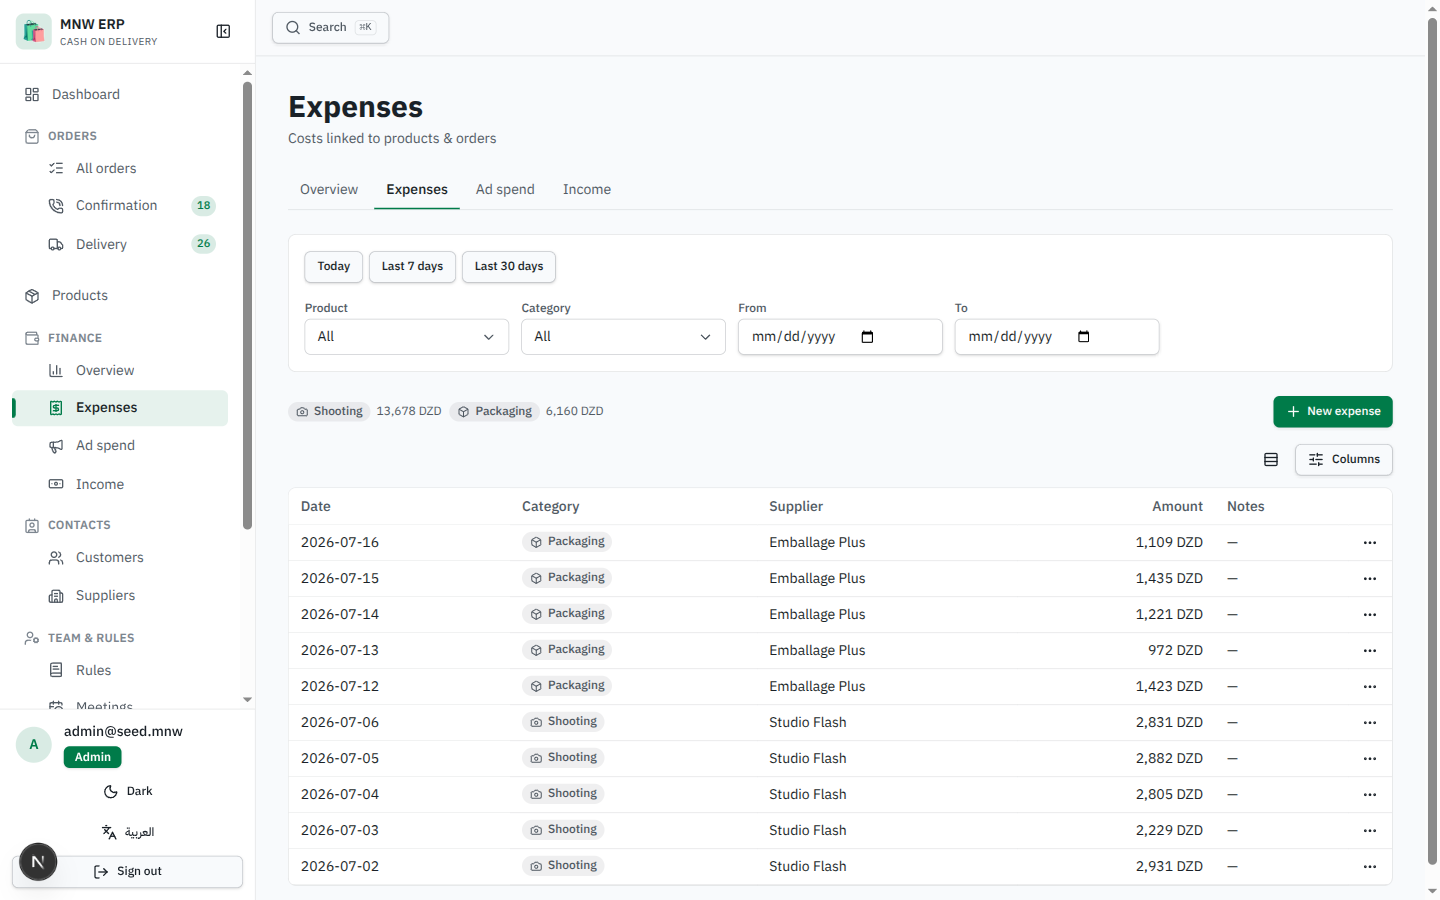 MNW ERP
CASH ON DELIVERY
Dashboard
ORDERS
All orders
Confirmation 18
Delivery 26
Products
FINANCE
Overview
Expenses
Ad spend
Income
CONTACTS
Customers
Suppliers
TEAM & RULES
Rules
Meetings
A
admin@seed.mnw
Admin
Dark
العربية
N
Sign out
Search ⌘K
Expenses
Costs linked to products & orders
Overview Expenses Ad spend Income
Today Last 7 days Last 30 days
Product Category From To
All All mm/dd/yyyy mm/dd/yyyy
Shooting 13,678 DZD Packaging 6,160 DZD
New expense
Columns
Date Category Supplier Amount Notes
2026-07-16 Packaging Emballage Plus 1,109 DZD —
2026-07-15 Packaging Emballage Plus 1,435 DZD —
2026-07-14 Packaging Emballage Plus 1,221 DZD —
2026-07-13 Packaging Emballage Plus 972 DZD —
2026-07-12 Packaging Emballage Plus 1,423 DZD —
2026-07-06 Shooting Studio Flash 2,831 DZD —
2026-07-05 Shooting Studio Flash 2,882 DZD —
2026-07-04 Shooting Studio Flash 2,805 DZD —
2026-07-03 Shooting Studio Flash 2,229 DZD —
2026-07-02 Shooting Studio Flash 2,931 DZD —